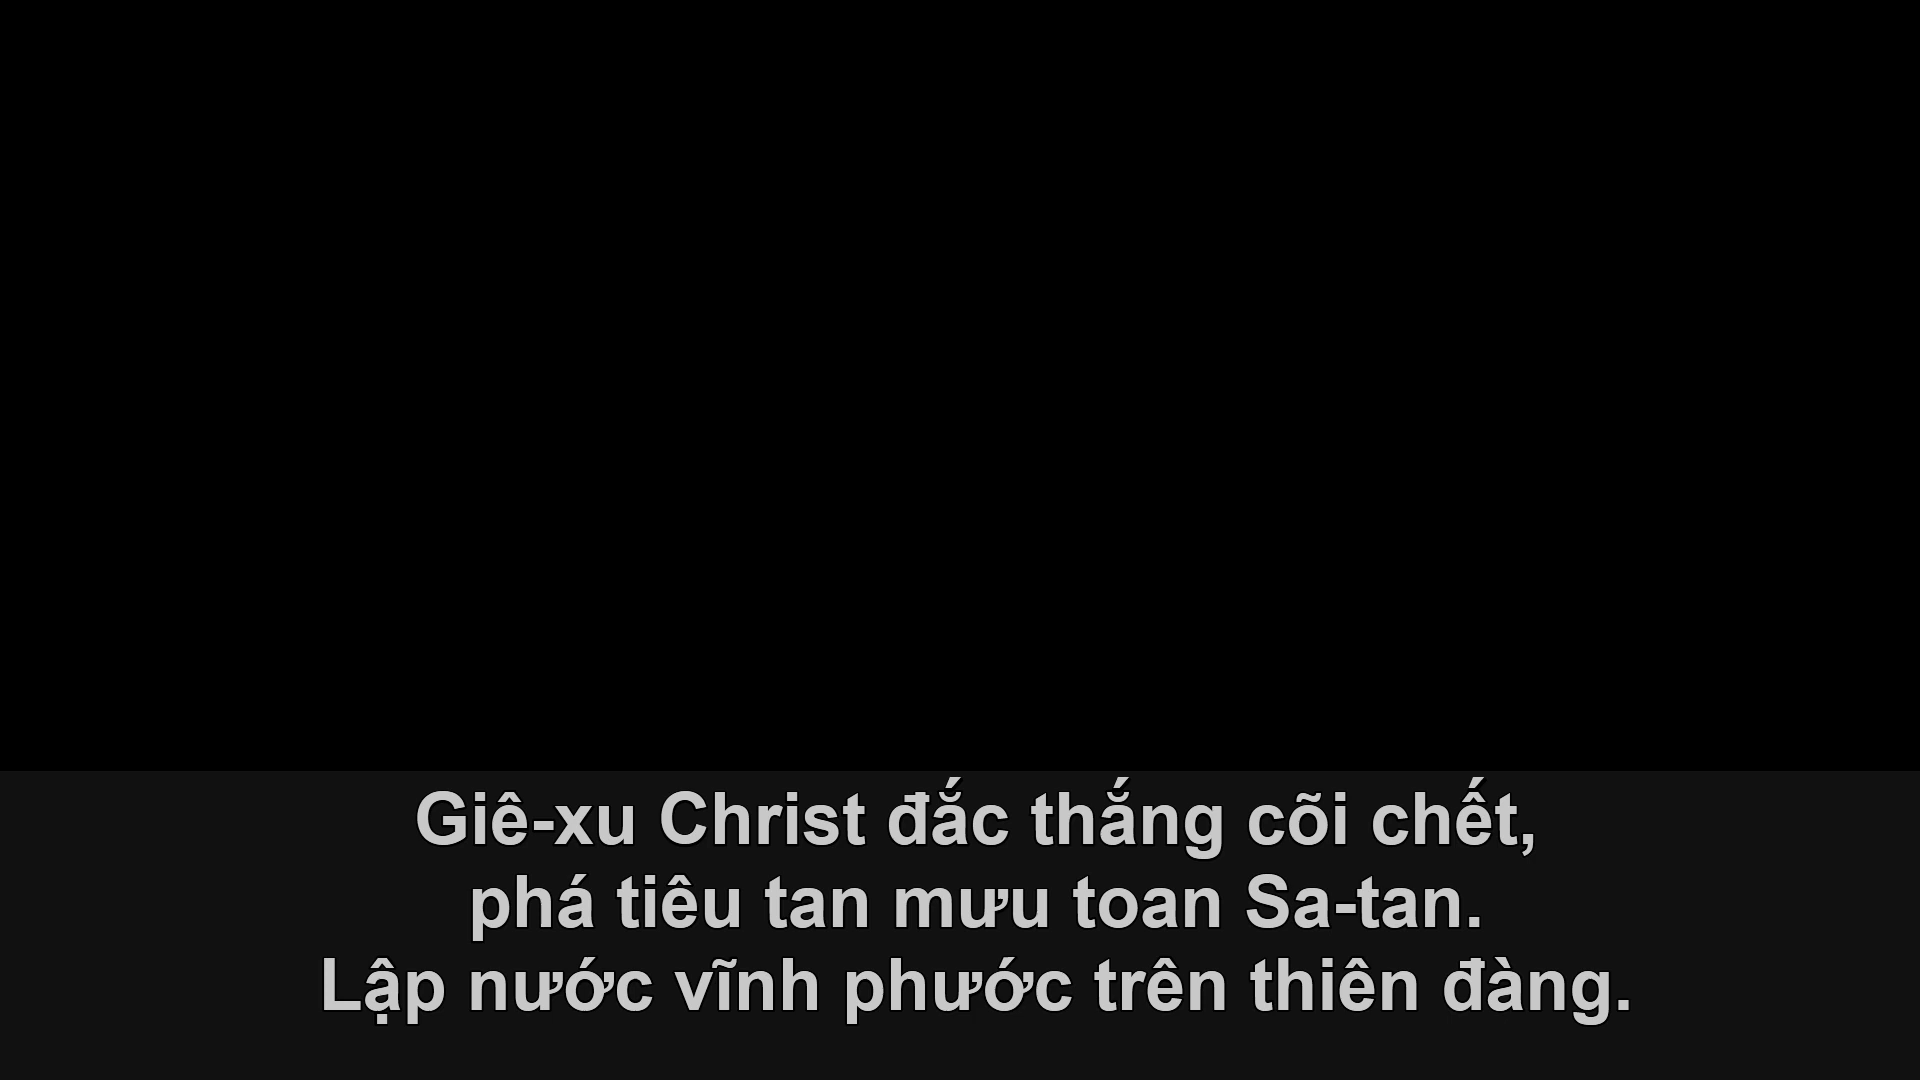 Giê-xu Christ đắc thắng cõi chết,
phá tiêu tan mưu toan Sa-tan.
Lập nước vĩnh phước trên thiên đàng.